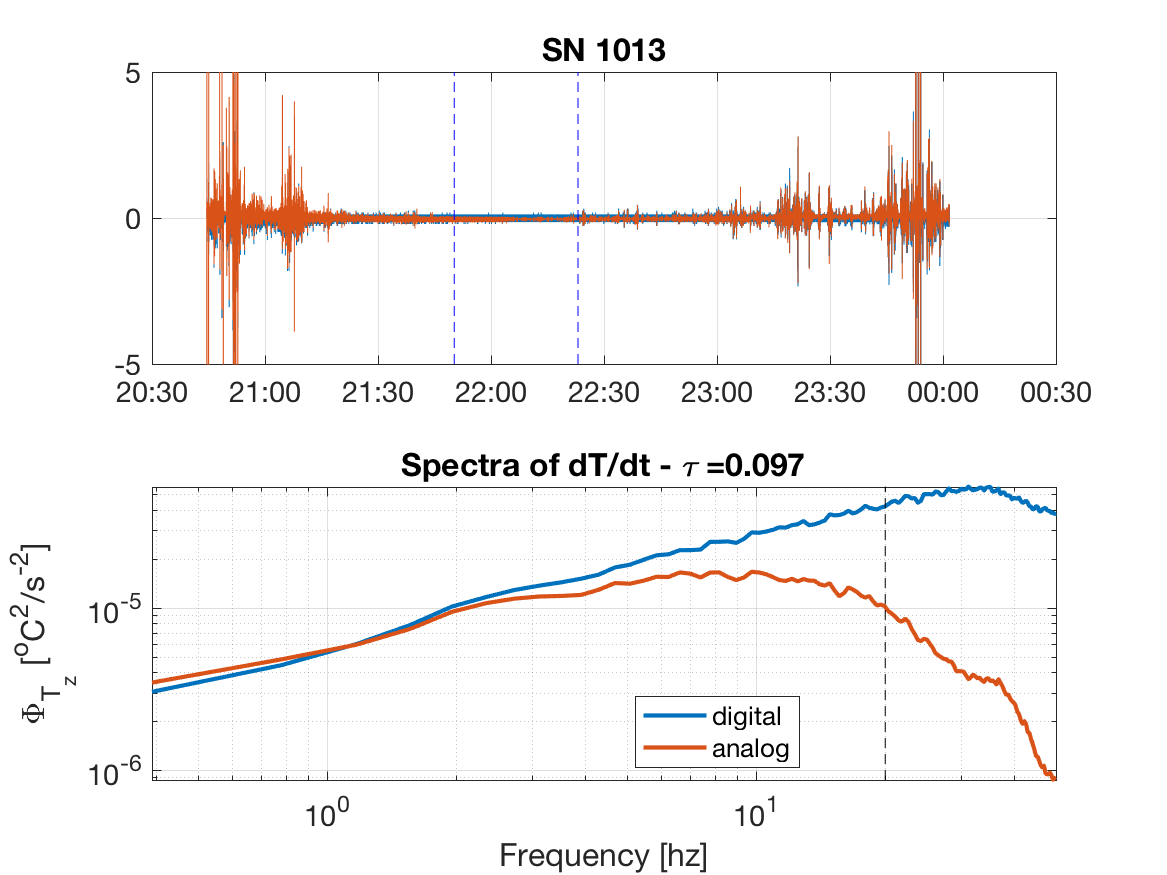 SN 1013
5
0
-5
20:30 21:00 21:30 22:00 22:30 23:00 23:30 00:00 00:30
Spectra of dT/dt - τ =0.097
Φ_{T_z} [°C²/s⁻²]
10⁻⁵
10⁻⁶
digital
analog
10⁰ 10¹
Frequency [hz]